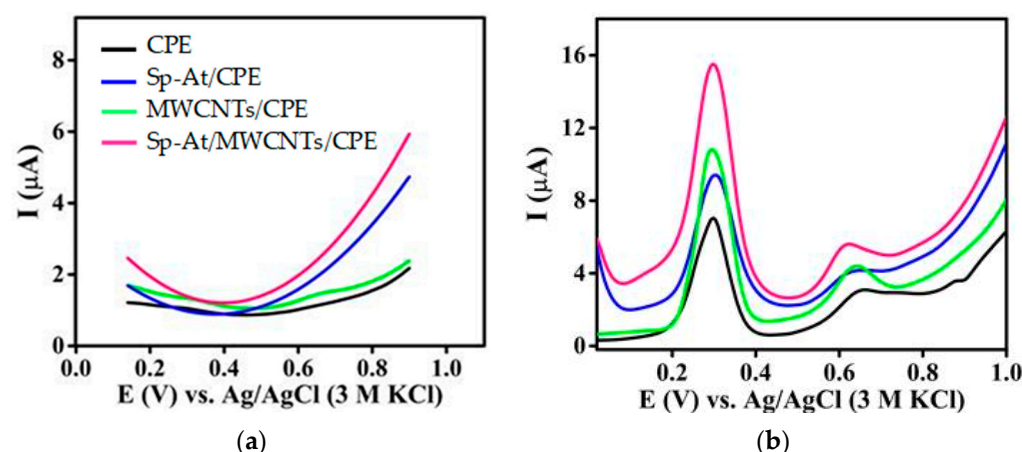 CPE
Sp-At/CPE
MWCNTs/CPE
Sp-At/MWCNTs/CPE
I (µA)
8
6
4
2
0
0.0 0.2 0.4 0.6 0.8 1.0
E (V) vs. Ag/AgCl (3 M KCl)
(a)
I (µA)
16
12
8
4
0
0.2 0.4 0.6 0.8 1.0
E (V) vs. Ag/AgCl (3 M KCl)
(b)